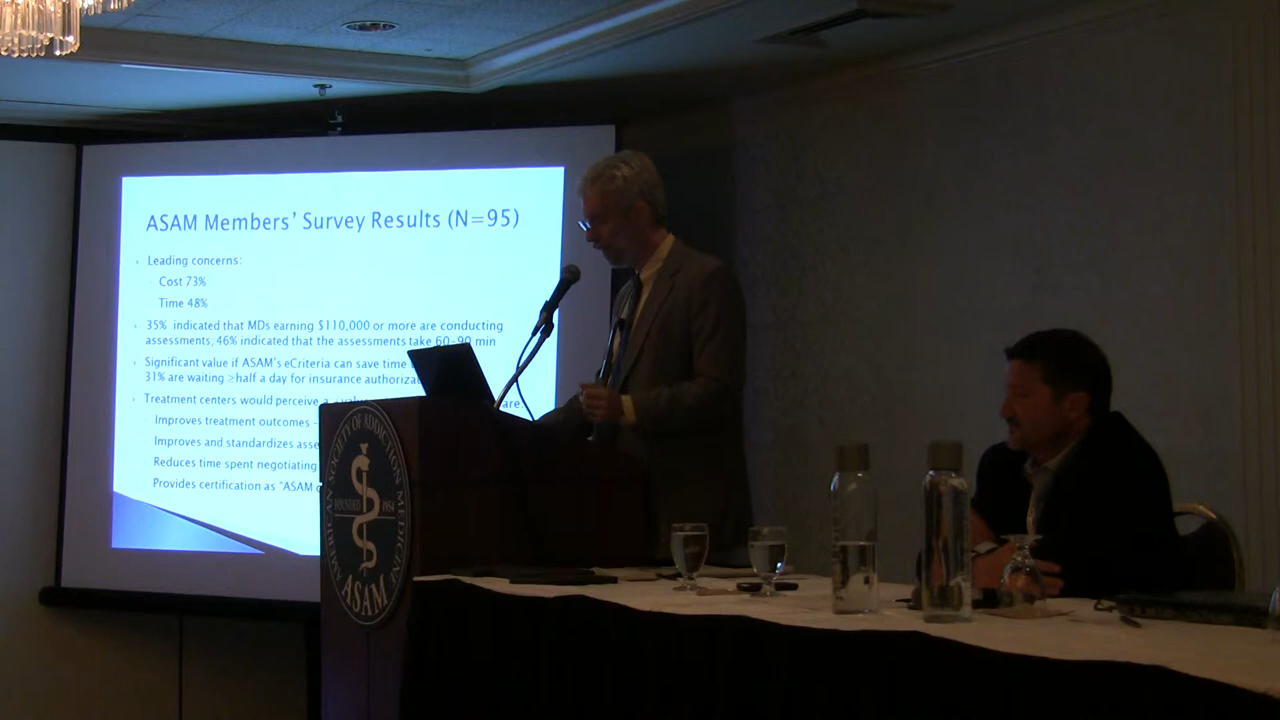 ASAM Members' Survey Results (N=95)
Leading concerns:
Cost 73%
Time 48%
35% indicated that MDs earning $110,000 or more are conducting
assessments; 46% indicated that the assessments take 60-90 min
Significant value if ASAM's eCriteria can save time
31% are waiting ≥half a day for insurance
Treatment centers would perceive a
Improves treatment outcomes -
Improves and standardizes
Reduces time spent negotiating
Provides certification as "ASAM
AMERICAN SOCIETY OF ADDICTION MEDICINE
FOUNDED 1954
ASAM